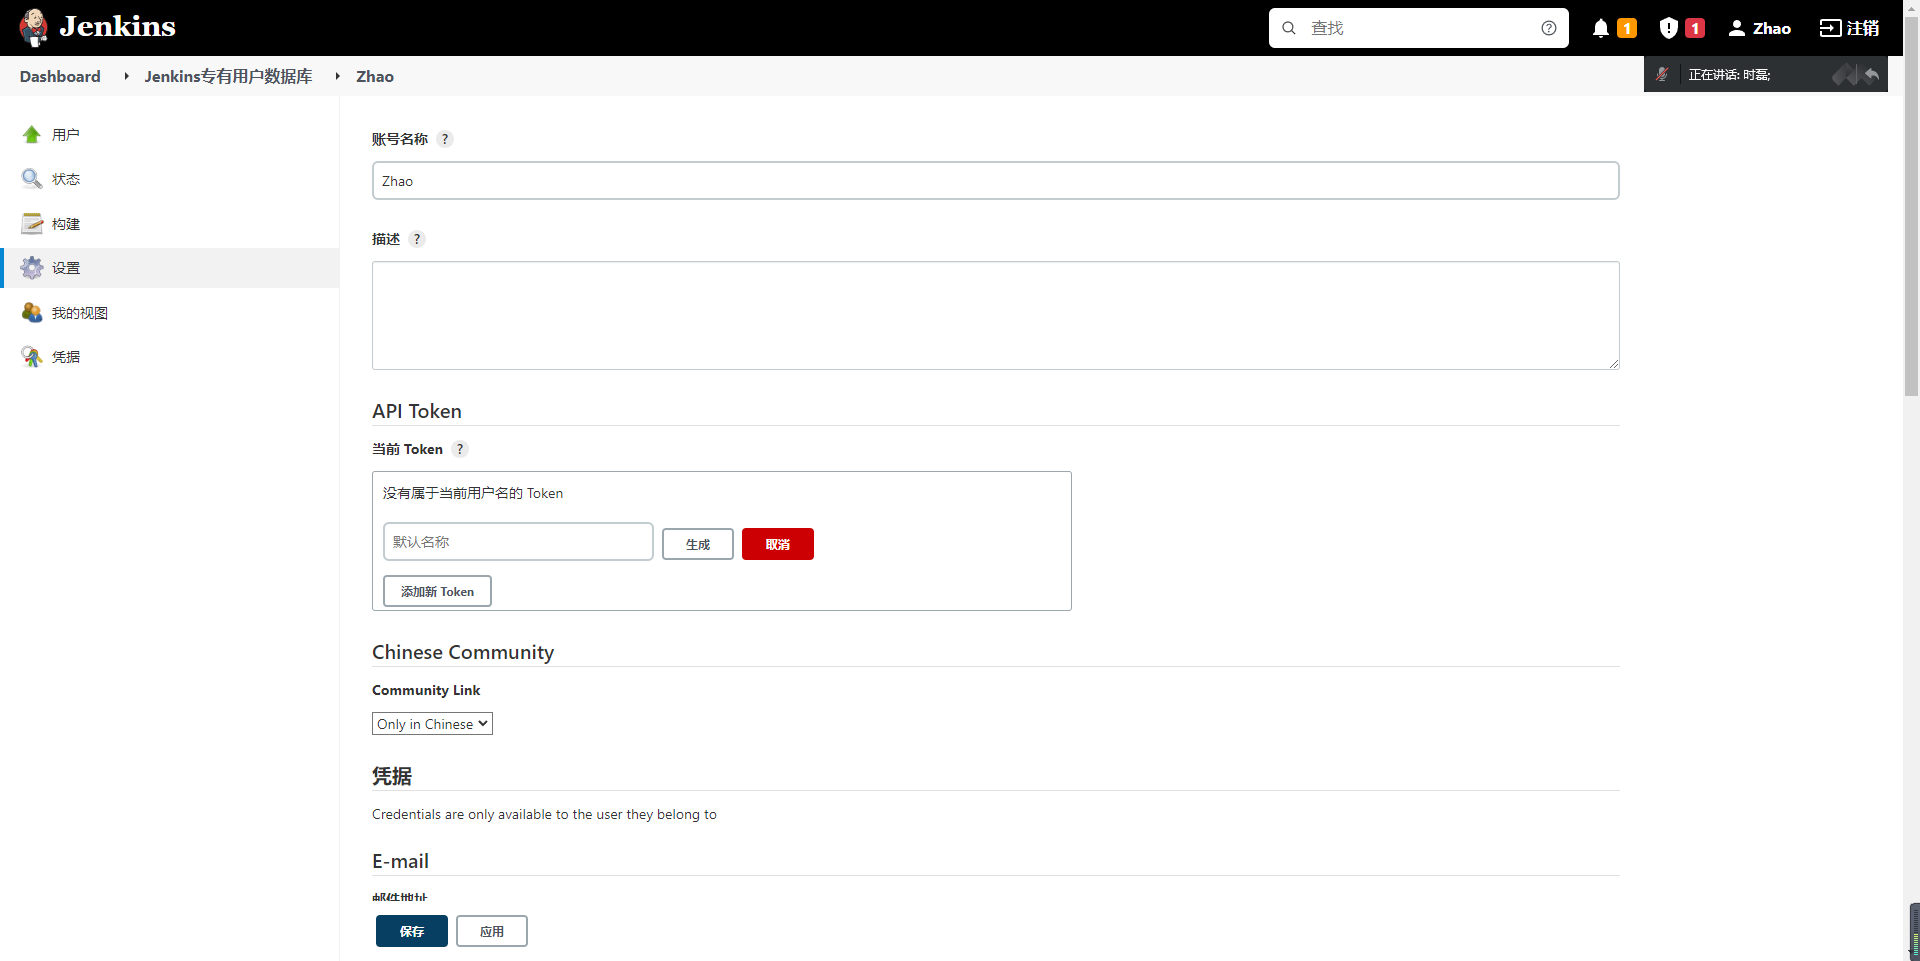 Jenkins
查找
1
1
Zhao
注销
Dashboard
Jenkins专有用户数据库
Zhao
正在讲话: 时磊;
用户
状态
构建
设置
我的视图
凭据
账号名称 ?
Zhao
描述 ?
API Token
当前 Token ?
没有属于当前用户名的 Token
默认名称
生成
取消
添加新 Token
Chinese Community
Community Link
Only in Chinese
凭据
Credentials are only available to the user they belong to
E-mail
邮件地址
保存
应用